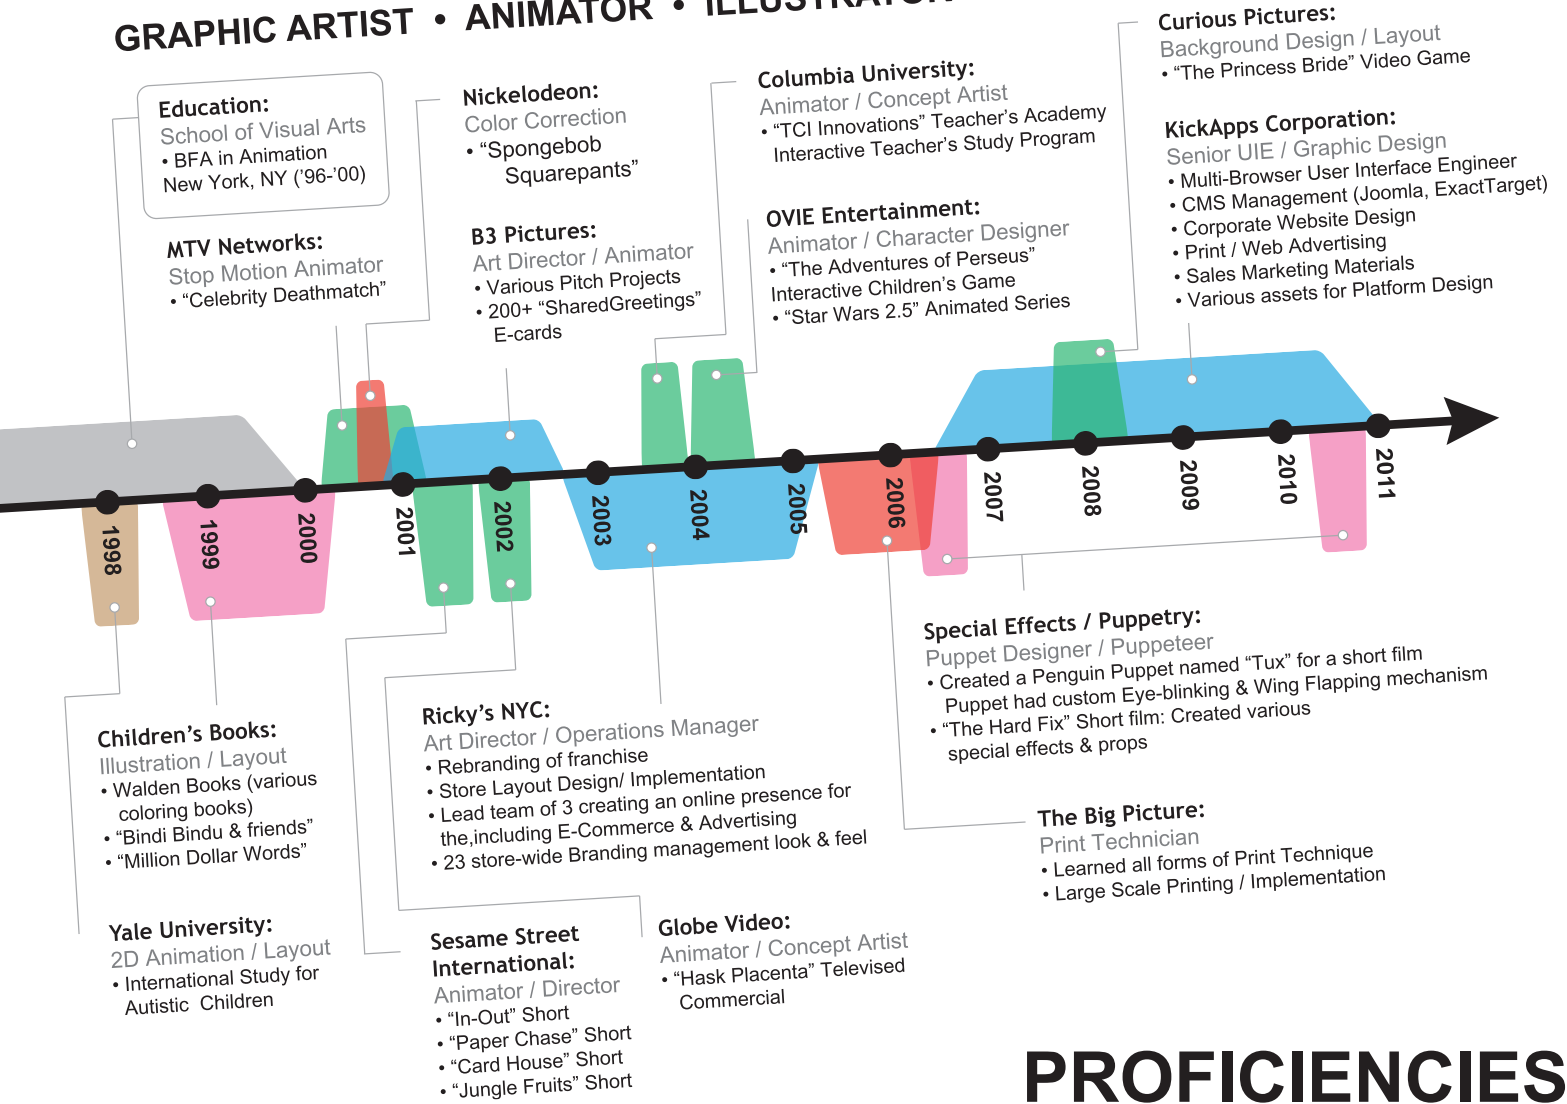 GRAPHIC ARTIST • ANIMATOR • ILLUSTRATOR
Education:
School of Visual Arts
• BFA in Animation
New York, NY ('96-'00)
MTV Networks:
Stop Motion Animator
• “Celebrity Deathmatch”
Nickelodeon:
Color Correction
• “Spongebob
Squarepants”
B3 Pictures:
Art Director / Animator
• Various Pitch Projects
• 200+ “SharedGreetings”
E-cards
Columbia University:
Animator / Concept Artist
• “TCI Innovations” Teacher’s Academy
Interactive Teacher’s Study Program
OVIE Entertainment:
Animator / Character Designer
• “The Adventures of Perseus”
Interactive Children’s Game
• “Star Wars 2.5” Animated Series
Curious Pictures:
Background Design / Layout
• “The Princess Bride” Video Game
KickApps Corporation:
Senior UIE / Graphic Design
• Multi-Browser User Interface Engineer
• CMS Management (Joomla, ExactTarget)
• Corporate Website Design
• Print / Web Advertising
• Sales Marketing Materials
• Various assets for Platform Design
1998
1999
2000
2001
2002
2003
2004
2005
2006
2007
2008
2009
2010
2011
Children’s Books:
Illustration / Layout
• Walden Books (various
coloring books)
• “Bindi Bindu & friends”
• “Million Dollar Words”
Yale University:
2D Animation / Layout
• International Study for
Autistic Children
Ricky’s NYC:
Art Director / Operations Manager
• Rebranding of franchise
• Store Layout Design/ Implementation
• Lead team of 3 creating an online presence for
the,including E-Commerce & Advertising
• 23 store-wide Branding management look & feel
Sesame Street
International:
Animator / Director
• “In-Out” Short
• “Paper Chase” Short
• “Card House” Short
• “Jungle Fruits” Short
Globe Video:
Animator / Concept Artist
• “Hask Placenta” Televised
Commercial
Special Effects / Puppetry:
Puppet Designer / Puppeteer
• Created a Penguin Puppet named “Tux” for a short film
Puppet had custom Eye-blinking & Wing Flapping mechanism
• “The Hard Fix” Short film: Created various
special effects & props
The Big Picture:
Print Technician
• Learned all forms of Print Technique
• Large Scale Printing / Implementation
PROFICIENCIES